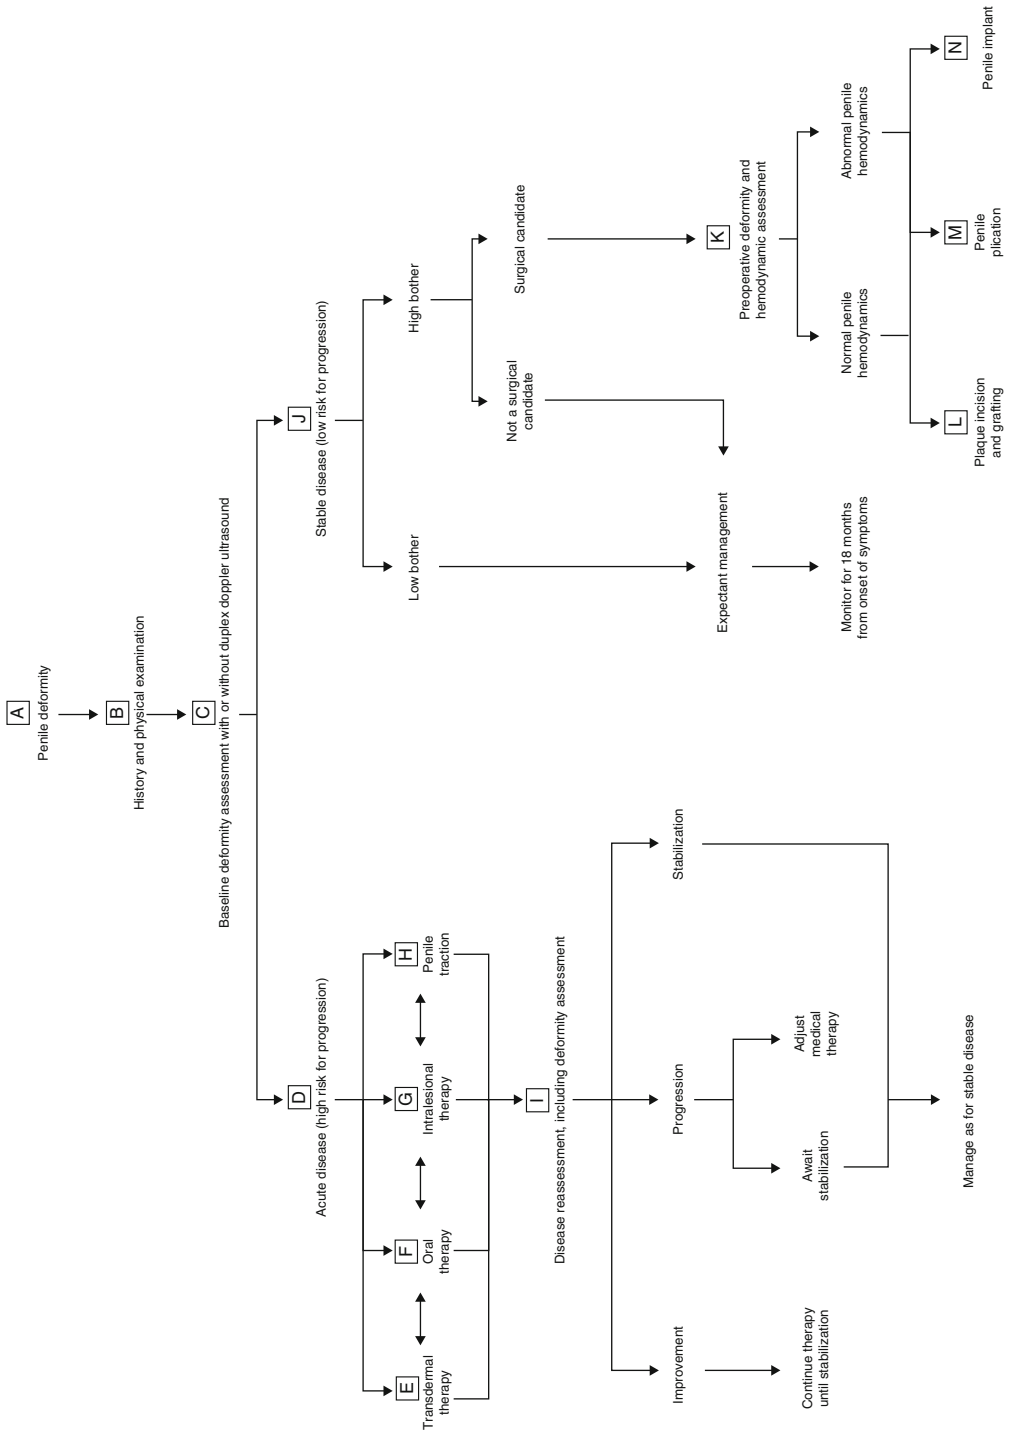 A
Penile deformity
B
History and physical examination
C
Baseline deformity assessment with or without duplex doppler ultrasound
D
Acute disease (high risk for progression)
J
Stable disease (low risk for progression)
E
Transdermal
therapy
F
Oral
therapy
G
Intralesional
therapy
H
Penile
traction
Low bother
High bother
Not a surgical
candidate
Surgical candidate
I
Disease reassessment, including deformity assessment
Improvement
Progression
Stabilization
Expectant management
K
Preoperative deformity and
hemodynamic assessment
Continue therapy
until stabilization
Await
stabilization
Adjust
medical
therapy
Monitor for 18 months
from onset of symptoms
Normal penile
hemodynamics
Abnormal penile
hemodynamics
Manage as for stable disease
L
Plaque incision
and grafting
M
Penile
plication
N
Penile implant